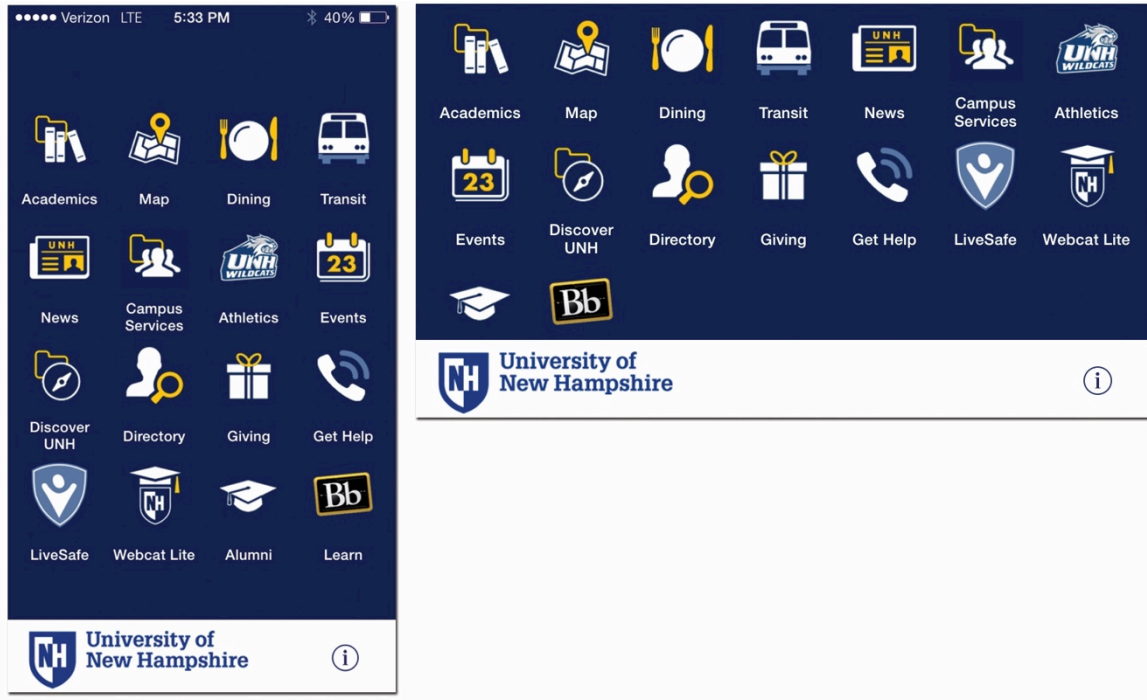 Verizon LTE 5:33 PM 40%
Academics Map Dining Transit
UNH
UNH
WILDCATS
23
News Campus Services Athletics Events
Discover UNH Directory Giving Get Help
NH
Bb
LiveSafe Webcat Lite Alumni Learn
NH
University of
New Hampshire
i
UNH
UNH
WILDCATS
Academics Map Dining Transit News Campus Services Athletics
23
NH
Events Discover UNH Directory Giving Get Help LiveSafe Webcat Lite
Bb
NH
University of
New Hampshire
i